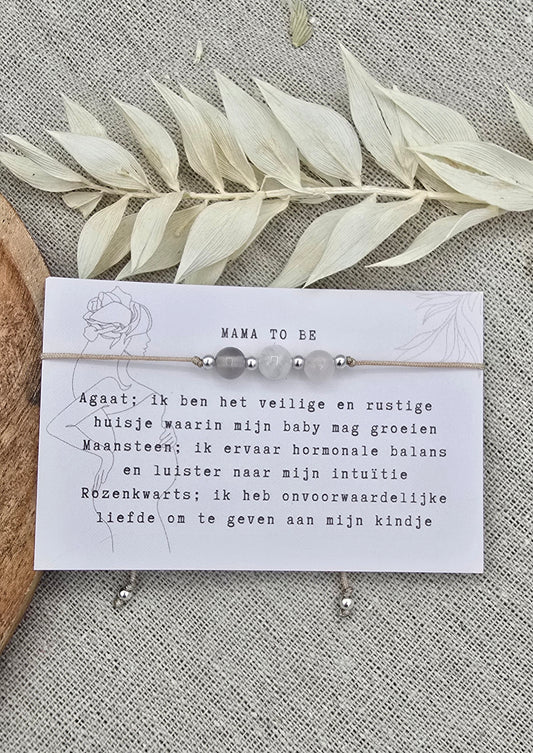 MAMA TO BE
Agaat; ik ben het veilige en rustige
huisje waarin mijn baby mag groeien
Maansteen; ik ervaar hormonale balans
en luister naar mijn intuïtie
Rozenkwarts; ik heb onvoorwaardelijke
liefde om te geven aan mijn kindje